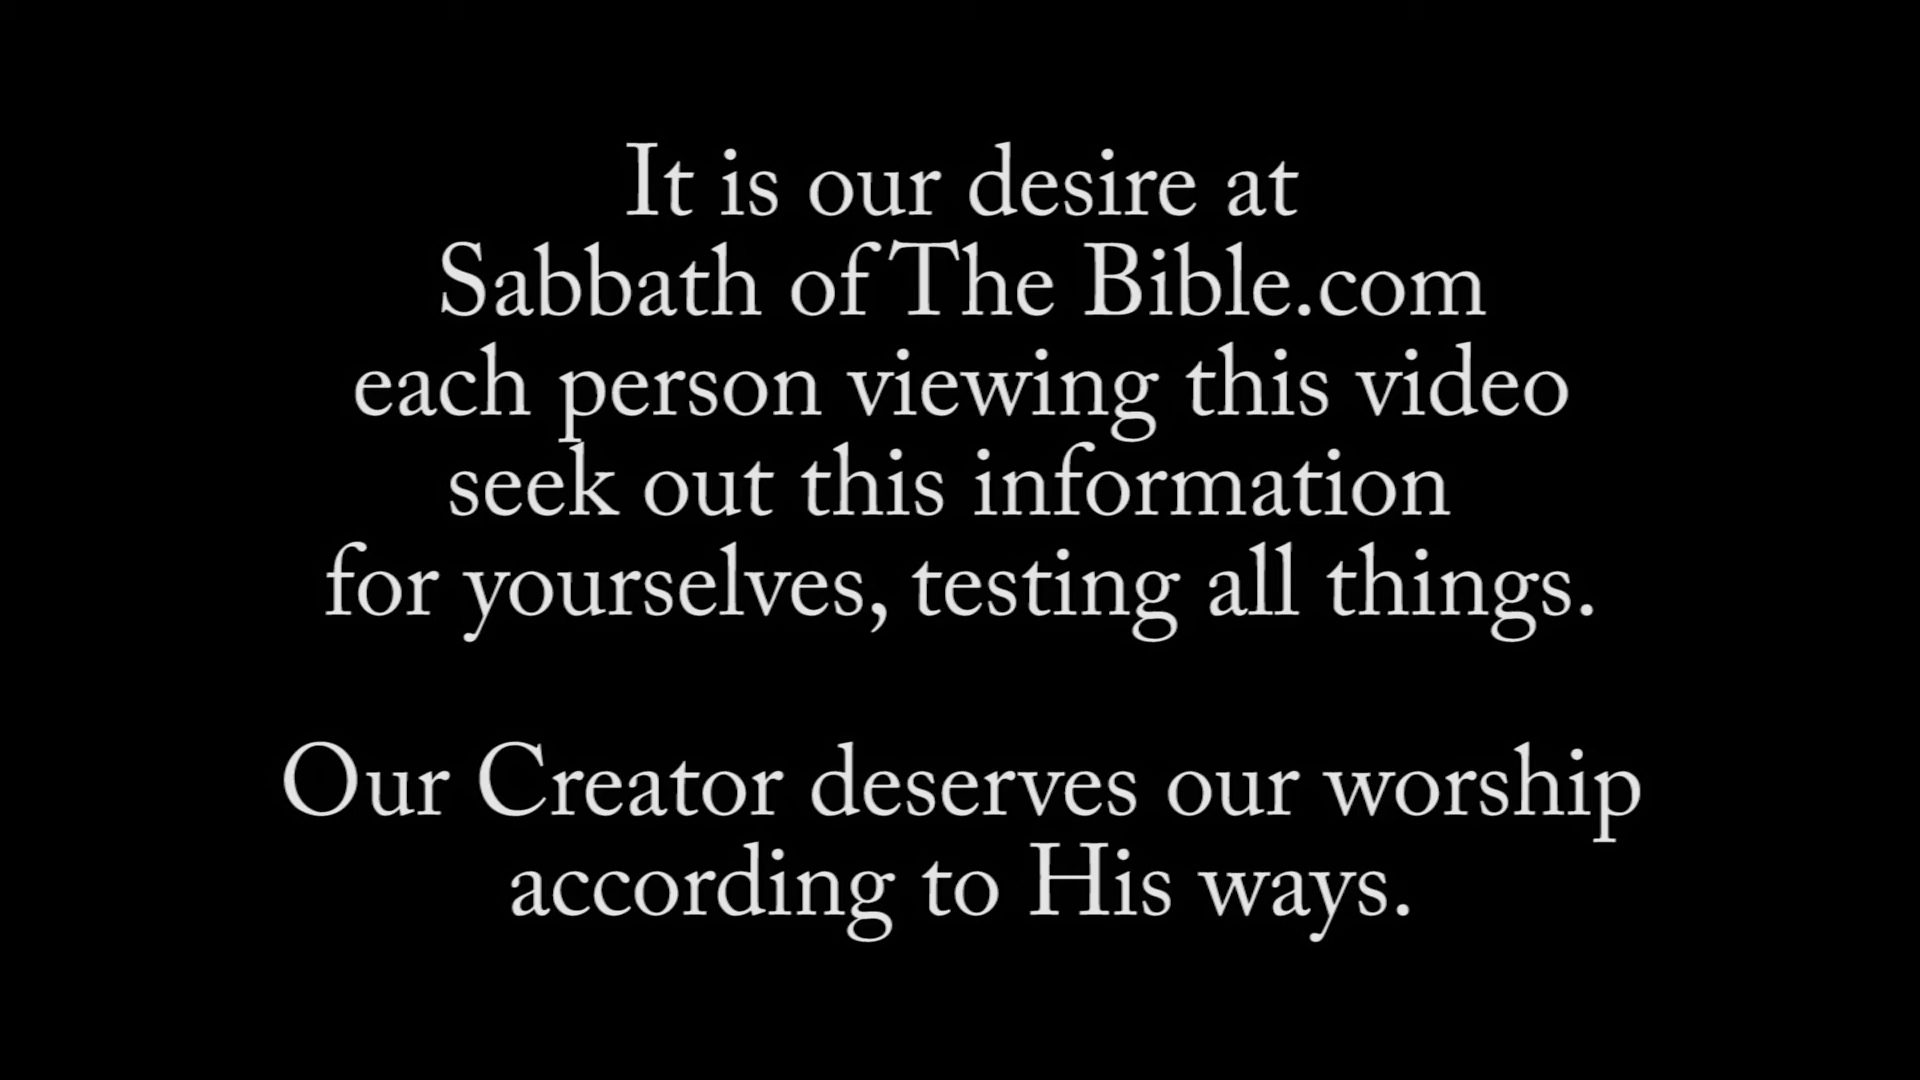 It is our desire at
Sabbath of The Bible.com
each person viewing this video
seek out this information
for yourselves, testing all things.
Our Creator deserves our worship
according to His ways.